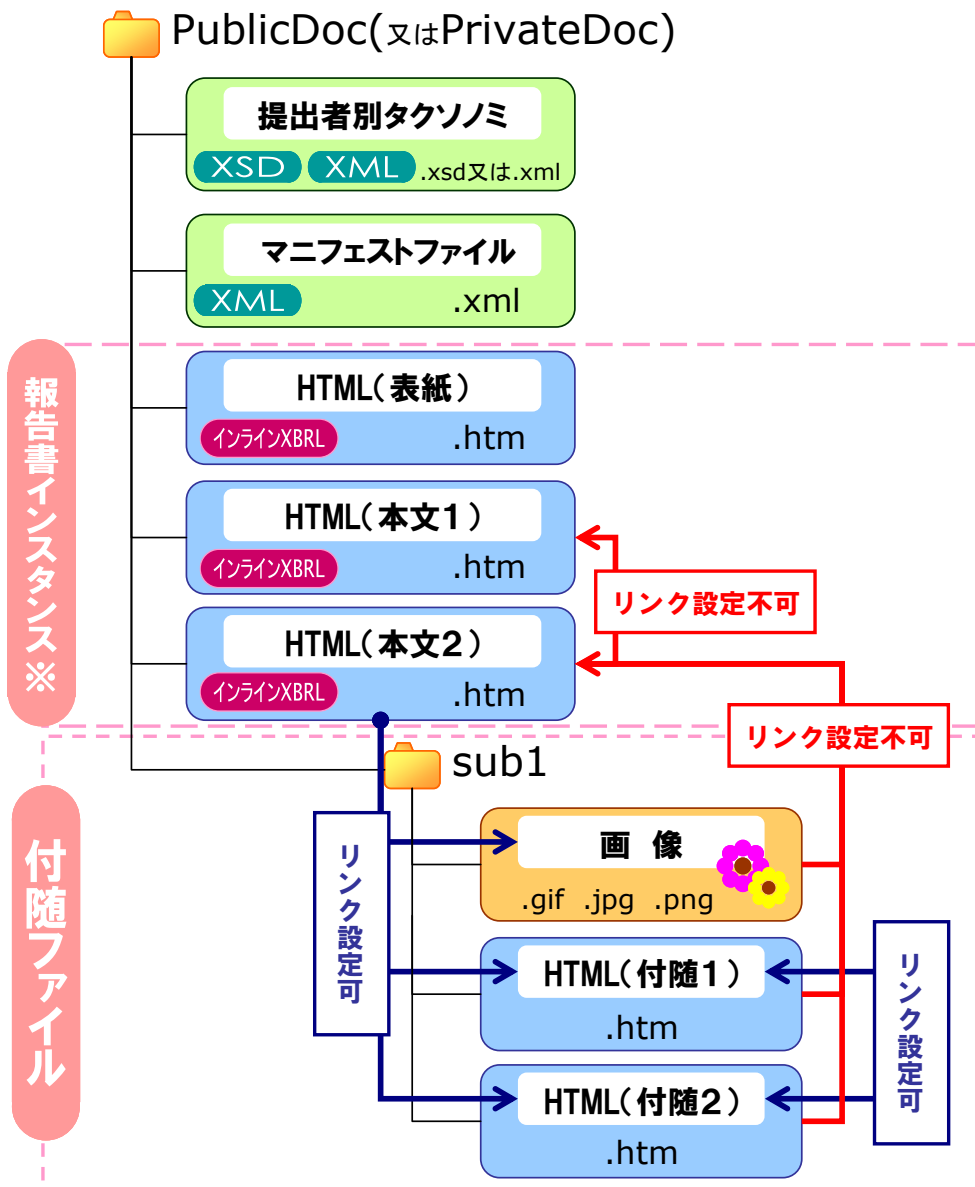 PublicDoc(又はPrivateDoc)
提出者別タクソノミ
XSD XML .xsd又は.xml
マニフェストファイル
XML .xml
報告書インスタンス※
HTML(表紙)
インラインXBRL .htm
HTML(本文1)
インラインXBRL .htm
リンク設定不可
HTML(本文2)
インラインXBRL .htm
リンク設定不可
付随ファイル
sub1
リンク設定可
画 像
.gif .jpg .png
HTML(付随1)
.htm
リンク設定可
HTML(付随2)
.htm